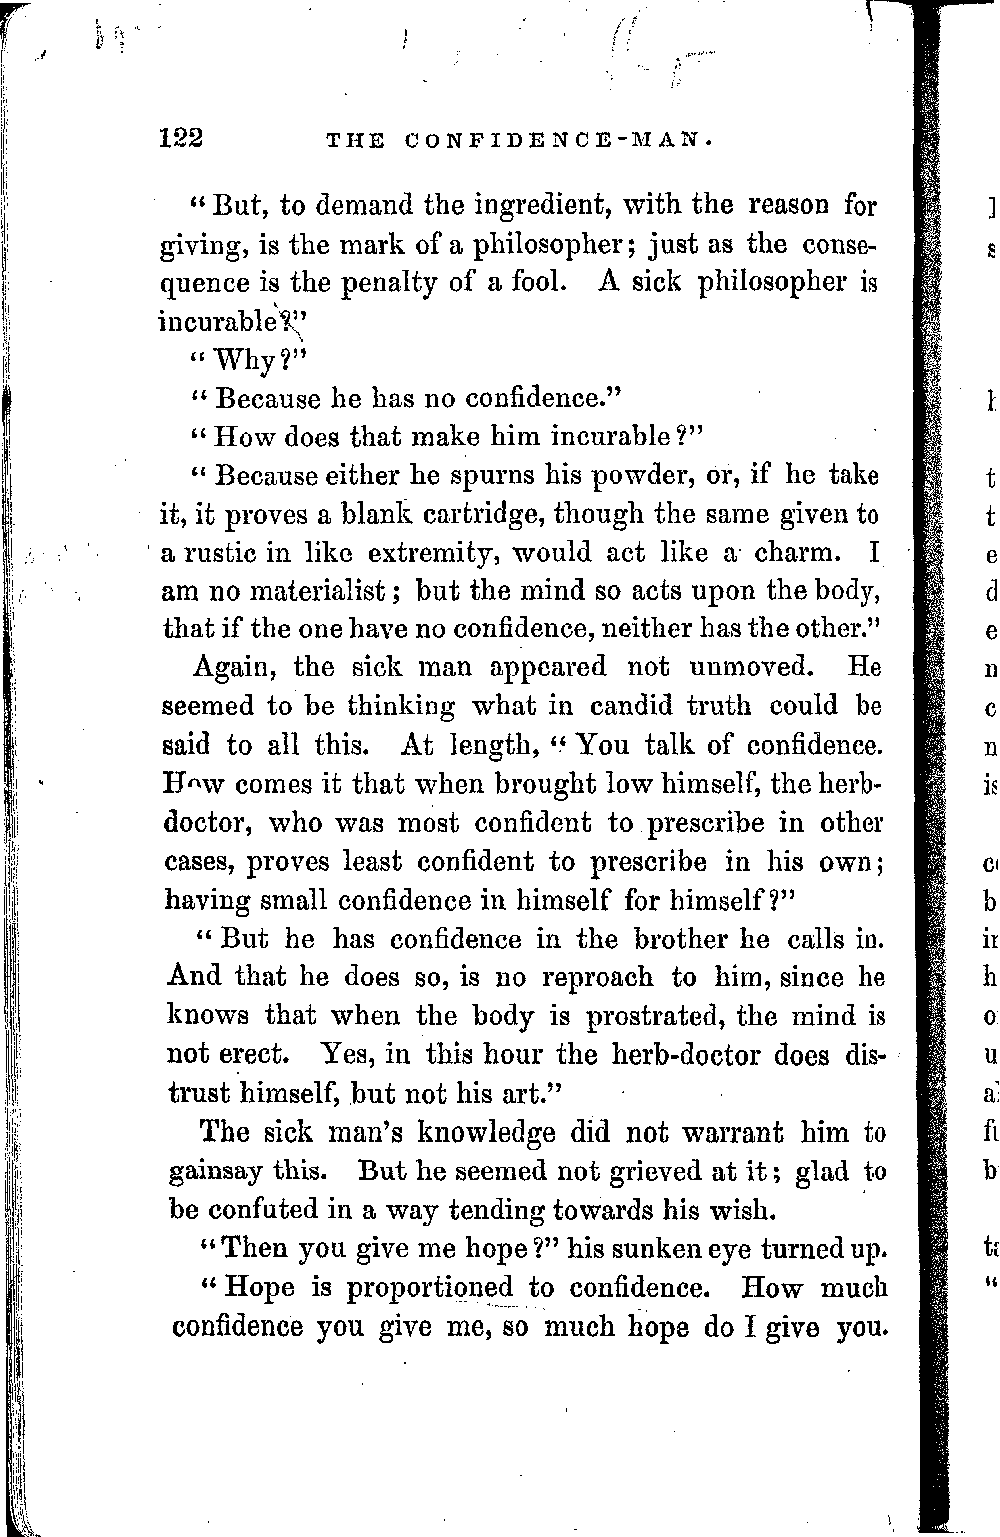 122 THE CONFIDENCE-MAN.
“But, to demand the ingredient, with the reason for
giving, is the mark of a philosopher; just as the conse-
quence is the penalty of a fool. A sick philosopher is
incurable?”
“Why?”
“Because he has no confidence.”
“How does that make him incurable?”
“Because either he spurns his powder, or, if he take
it, it proves a blank cartridge, though the same given to
a rustic in like extremity, would act like a charm. I
am no materialist; but the mind so acts upon the body,
that if the one have no confidence, neither has the other.”
Again, the sick man appeared not unmoved. He
seemed to be thinking what in candid truth could be
said to all this. At length, “You talk of confidence.
How comes it that when brought low himself, the herb-
doctor, who was most confident to prescribe in other
cases, proves least confident to prescribe in his own;
having small confidence in himself for himself?”
“But he has confidence in the brother he calls in.
And that he does so, is no reproach to him, since he
knows that when the body is prostrated, the mind is
not erect. Yes, in this hour the herb-doctor does dis-
trust himself, but not his art.”
The sick man’s knowledge did not warrant him to
gainsay this. But he seemed not grieved at it; glad to
be confuted in a way tending towards his wish.
“Then you give me hope?” his sunken eye turned up.
“Hope is proportioned to confidence. How much
confidence you give me, so much hope do I give you.